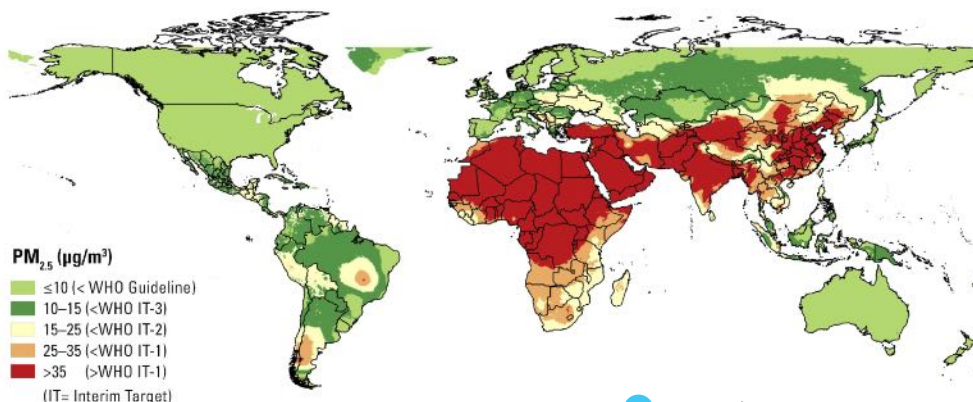 PM2.5 (µg/m³)
≤10 (< WHO Guideline)
10–15 (<WHO IT-3)
15–25 (<WHO IT-2)
25–35 (<WHO IT-1)
>35 (>WHO IT-1)
(IT= Interim Target)